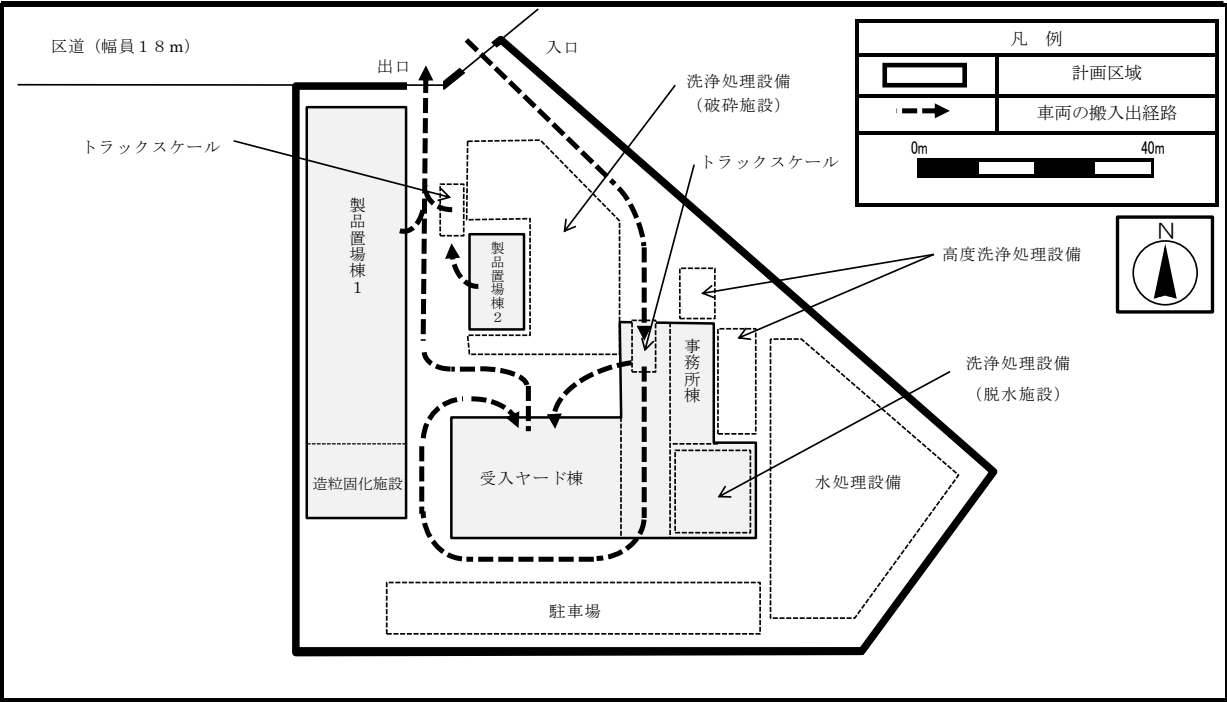 区道（幅員１８ｍ）
出口
入口
凡　例
計画区域
車両の搬入出経路
0m
40m
洗浄処理設備
（破砕施設）
トラックスケール
トラックスケール
N
製品置場棟１
製品置場棟２
高度洗浄処理設備
事務所棟
洗浄処理設備
（脱水施設）
造粒固化施設
受入ヤード棟
水処理設備
駐車場